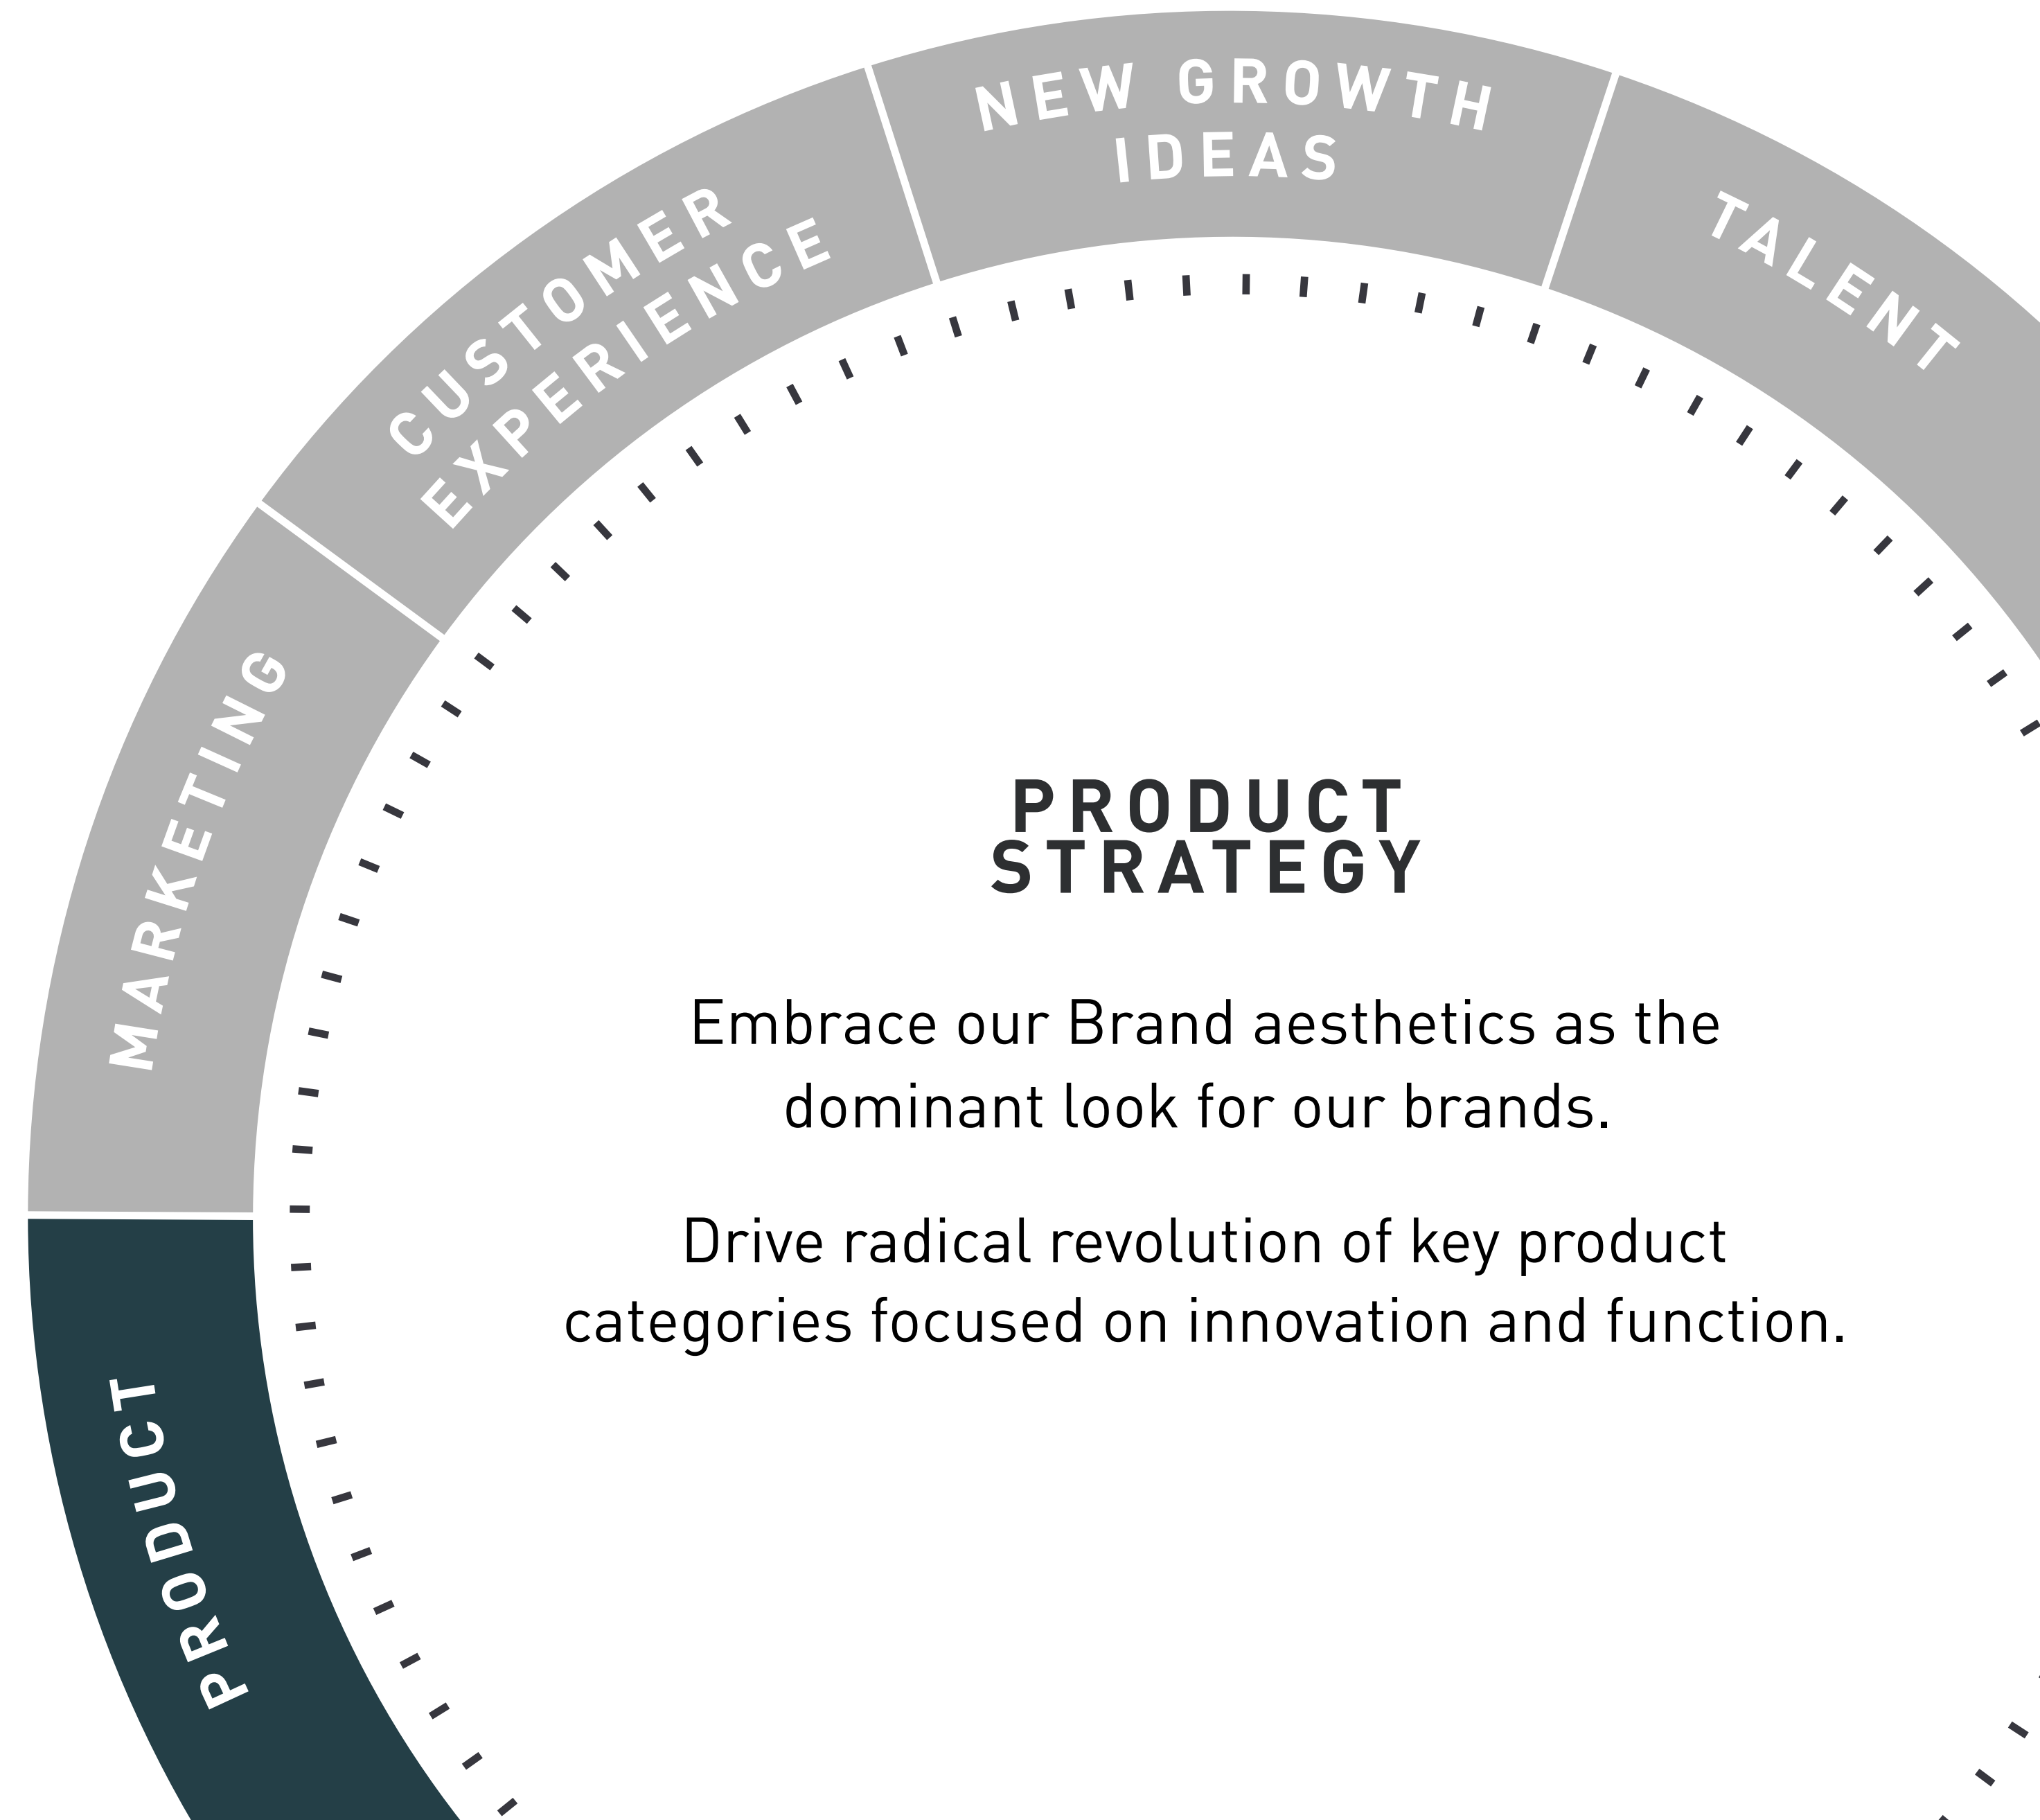 NEW GROWTH
IDEAS
TALENT
CUSTOMER
EXPERIENCE
MARKETING
PRODUCT
PRODUCT
STRATEGY
Embrace our Brand aesthetics as the
dominant look for our brands.
Drive radical revolution of key product
categories focused on innovation and function.